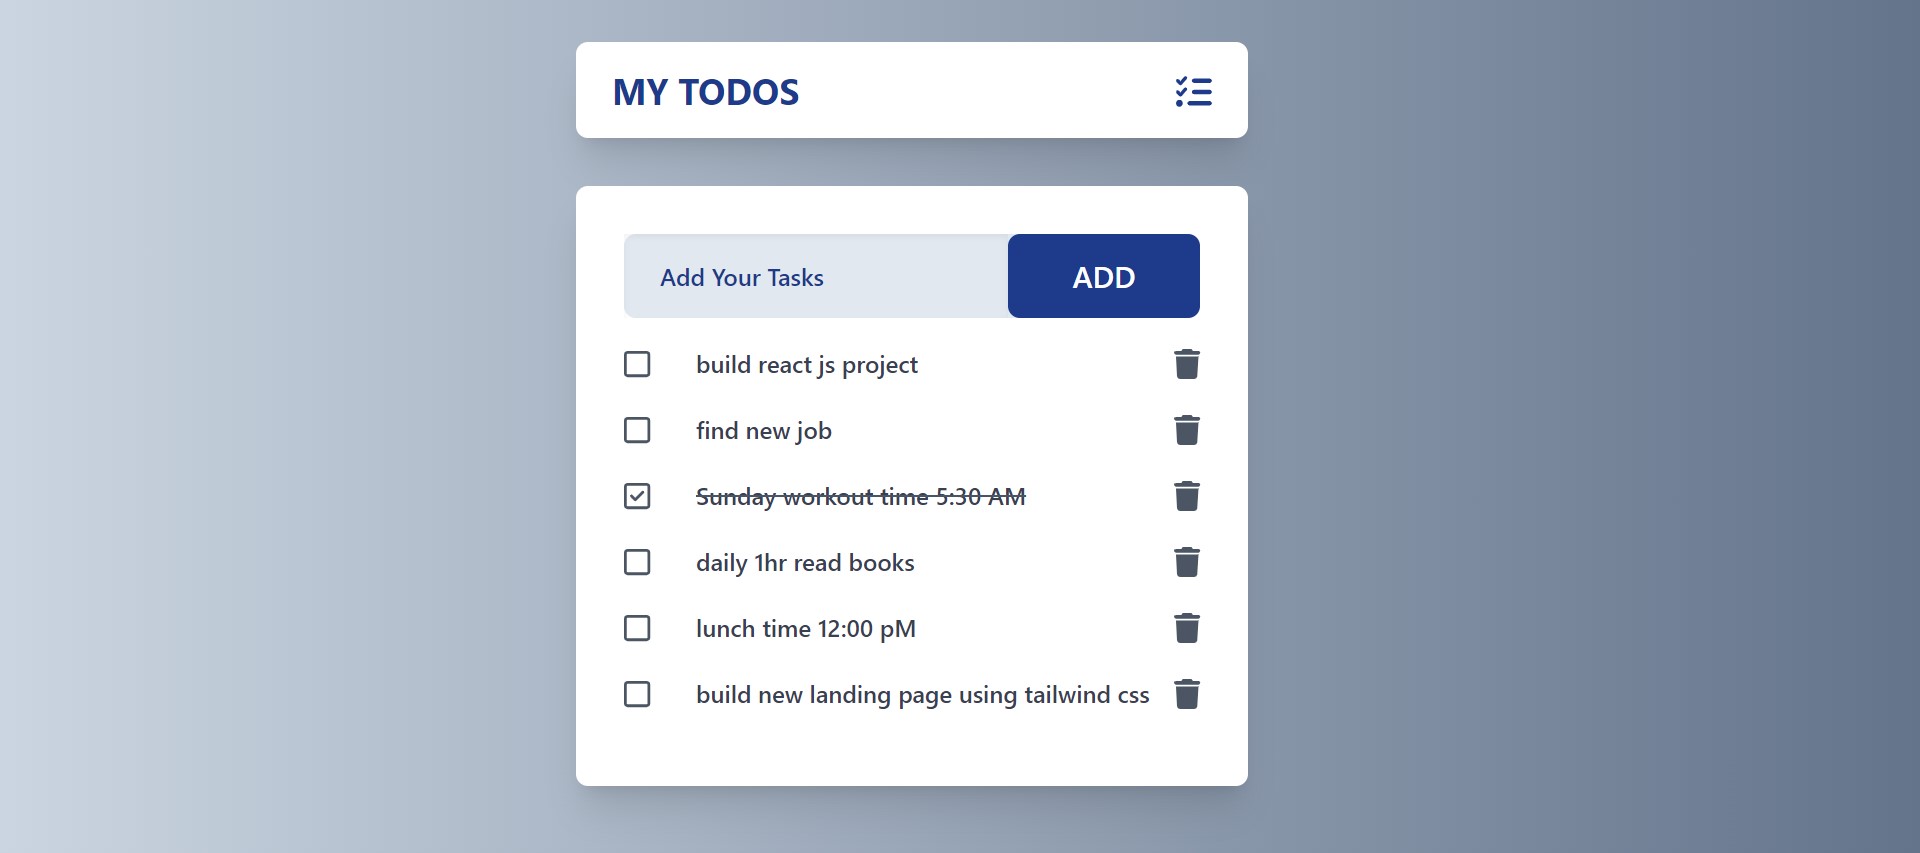 MY TODOS
Add Your Tasks
ADD
build react js project
find new job
Sunday workout time 5:30 AM
daily 1hr read books
lunch time 12:00 pM
build new landing page using tailwind css